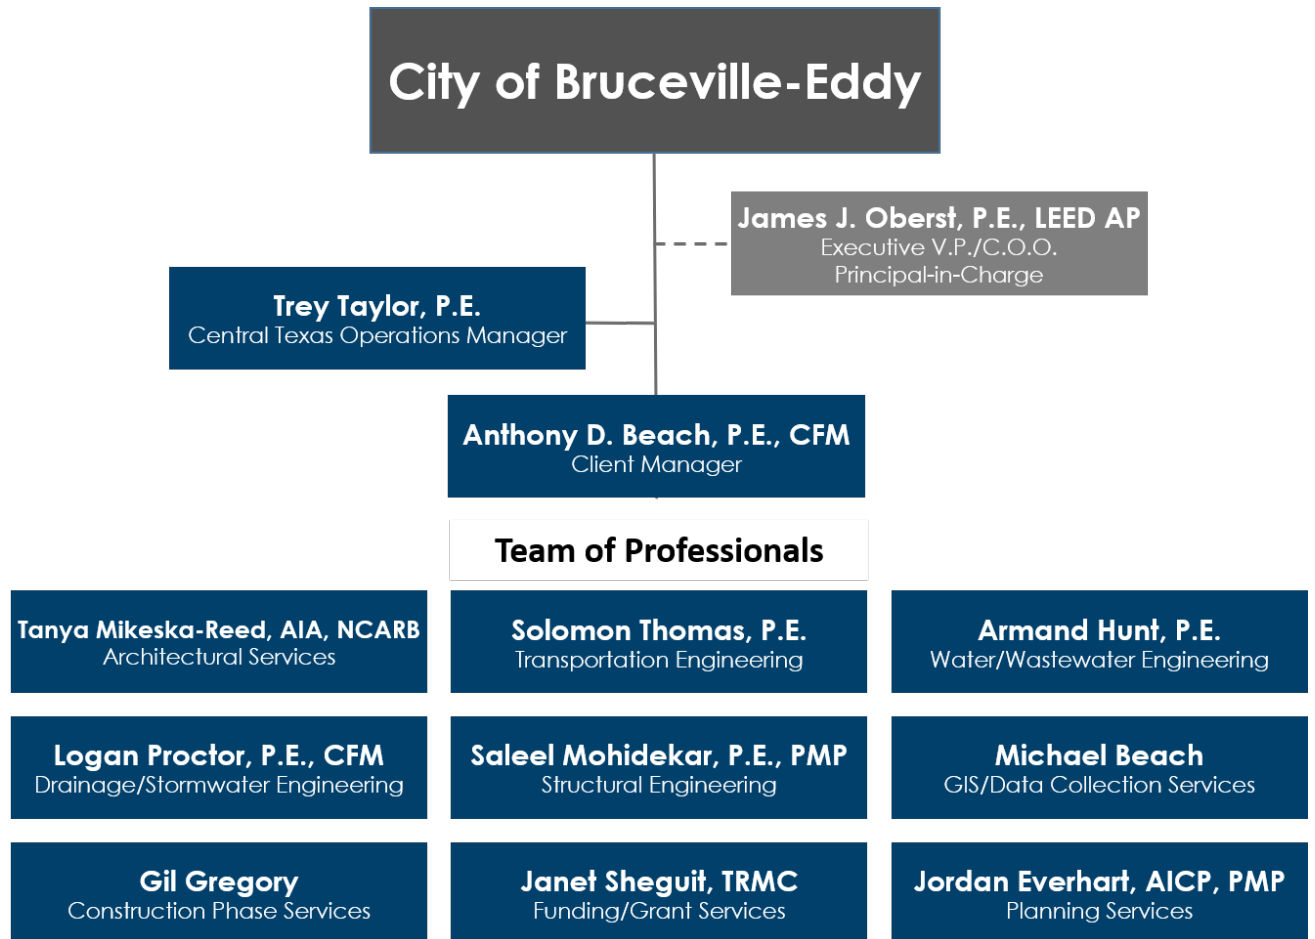 City of Bruceville-Eddy
James J. Oberst, P.E., LEED AP
Executive V.P./C.O.O.
Principal-in-Charge
Trey Taylor, P.E.
Central Texas Operations Manager
Anthony D. Beach, P.E., CFM
Client Manager
Team of Professionals
Tanya Mikeska-Reed, AIA, NCARB
Architectural Services
Solomon Thomas, P.E.
Transportation Engineering
Armand Hunt, P.E.
Water/Wastewater Engineering
Logan Proctor, P.E., CFM
Drainage/Stormwater Engineering
Saleel Mohidekar, P.E., PMP
Structural Engineering
Michael Beach
GIS/Data Collection Services
Gil Gregory
Construction Phase Services
Janet Sheguit, TRMC
Funding/Grant Services
Jordan Everhart, AICP, PMP
Planning Services